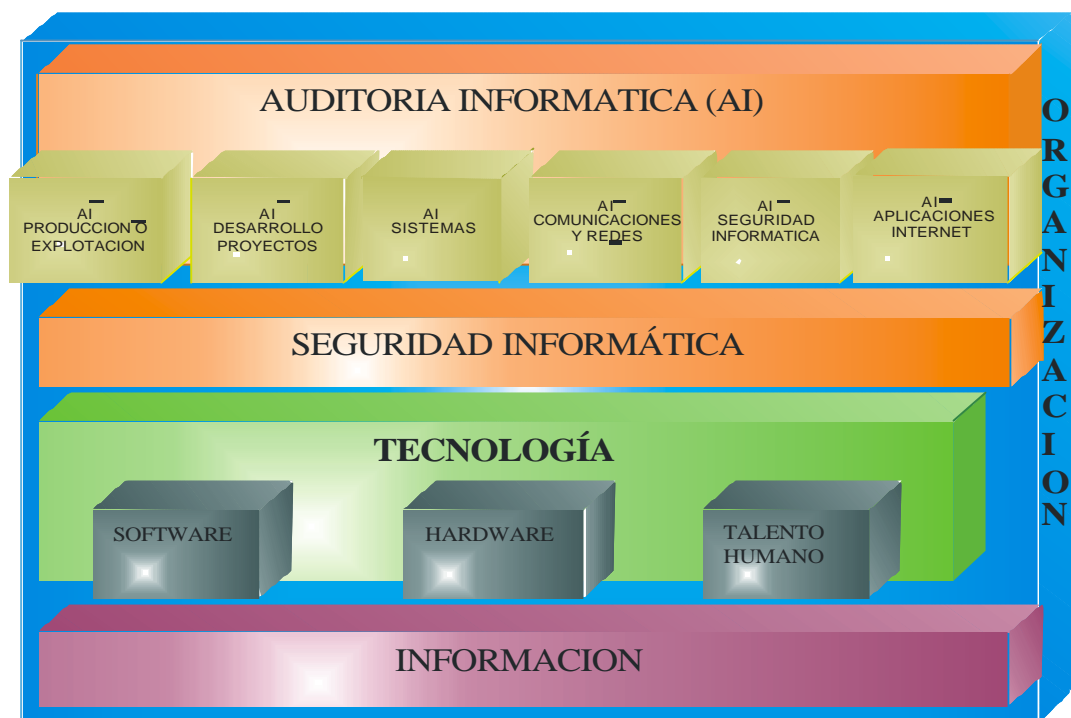 AUDITORIA INFORMATICA (AI)
AI
PRODUCCION O
EXPLOTACION
AI
DESARROLLO
PROYECTOS
AI
SISTEMAS
AI
COMUNICACIONES
Y REDES
AI
SEGURIDAD
INFORMATICA
AI
APLICACIONES
INTERNET
SEGURIDAD INFORMÁTICA
TECNOLOGÍA
SOFTWARE
HARDWARE
TALENTO
HUMANO
INFORMACION
ORGANIZACION